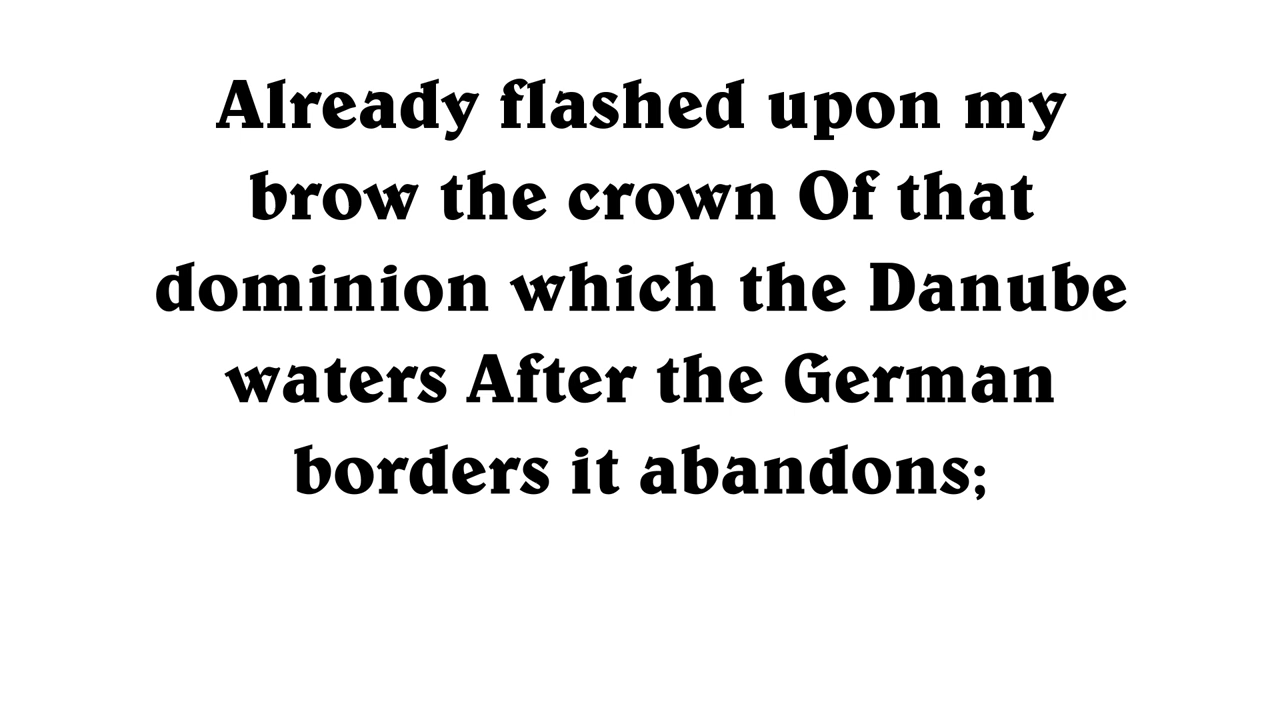 Already flashed upon my
brow the crown Of that
dominion which the Danube
waters After the German
borders it abandons;